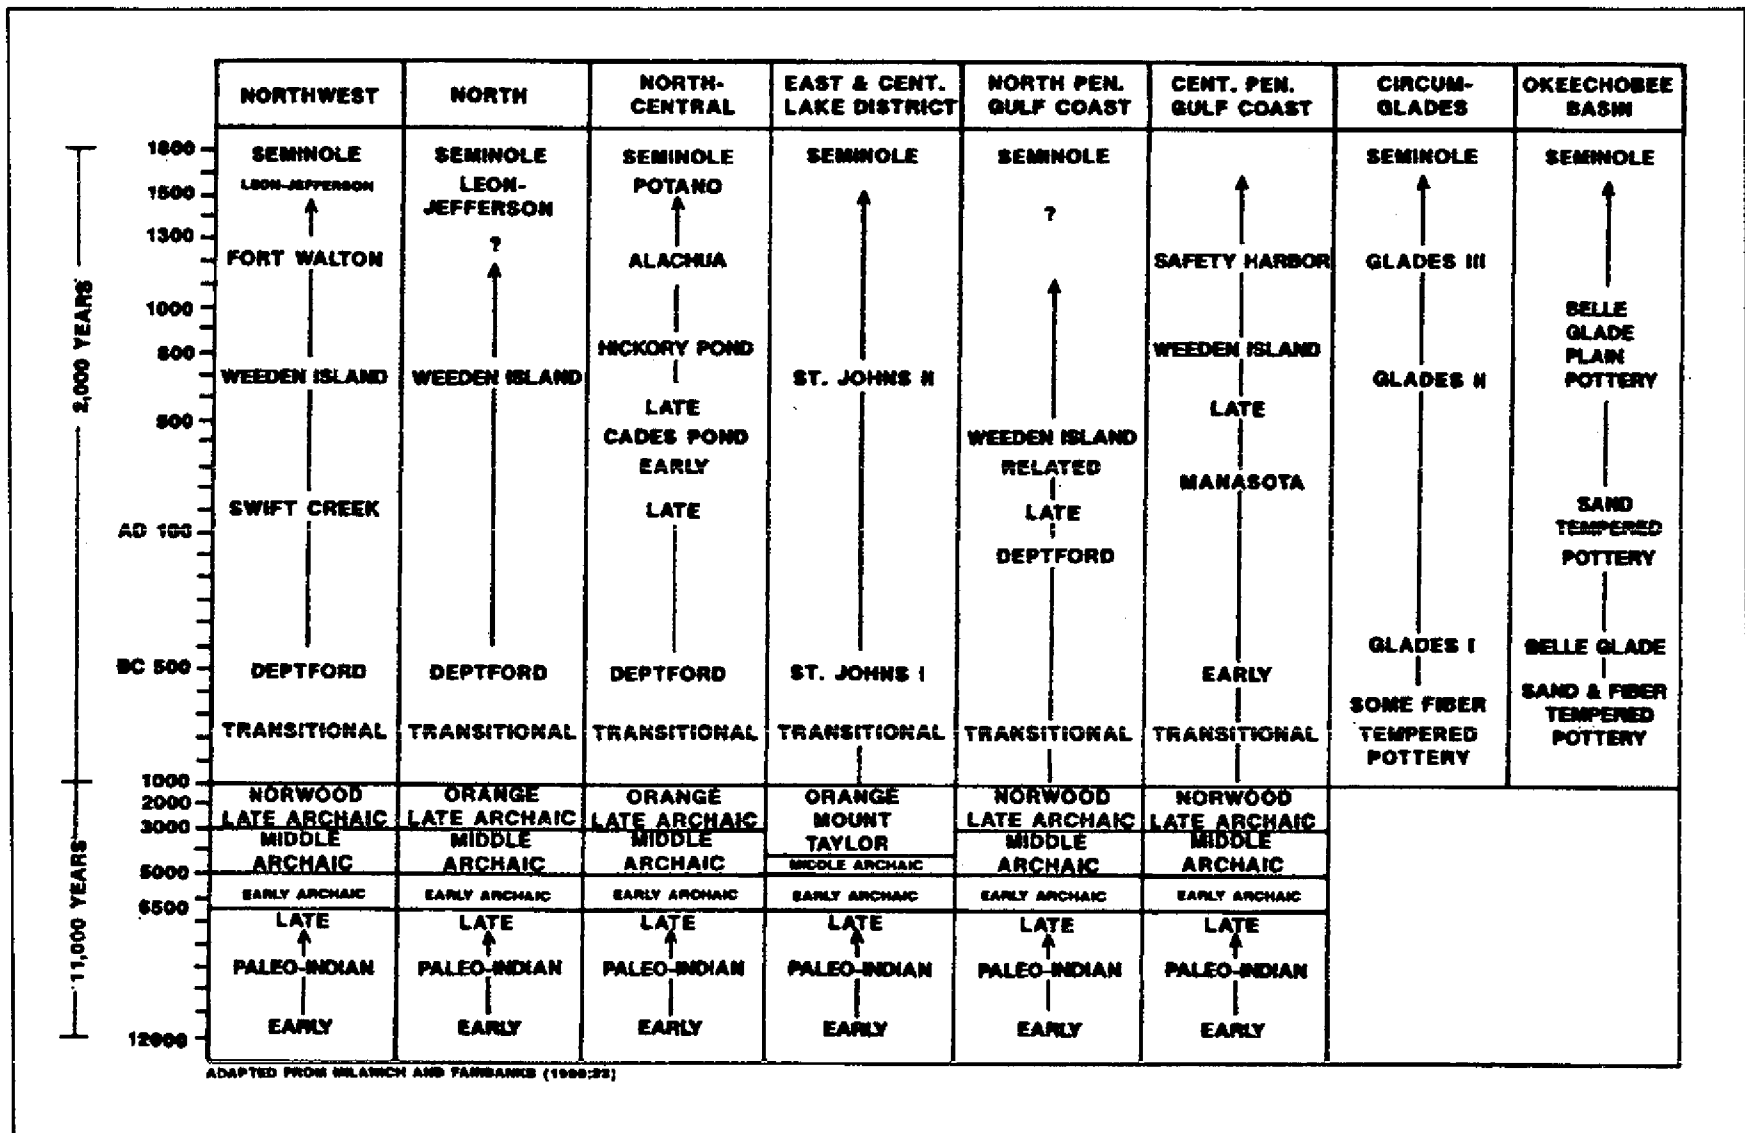 NORTHWEST
NORTH
NORTH-
CENTRAL
EAST & CENT.
LAKE DISTRICT
NORTH PEN.
GULF COAST
CENT. PEN.
GULF COAST
CIRCUM-
GLADES
OKEECHOBEE
BASIN
2,000 YEARS
11,000 YEARS
1800
1500
1300
1000
800
500
AD 100
BC 500
1000
2000
3000
5000
6500
12000
SEMINOLE
LEON-JEFFERSON
FORT WALTON
WEEDEN ISLAND
SWIFT CREEK
DEPTFORD
TRANSITIONAL
NORWOOD
LATE ARCHAIC
MIDDLE
ARCHAIC
EARLY ARCHAIC
LATE
PALEO-INDIAN
EARLY
SEMINOLE
LEON-
JEFFERSON
?
WEEDEN ISLAND
DEPTFORD
TRANSITIONAL
ORANGE
LATE ARCHAIC
MIDDLE
ARCHAIC
EARLY ARCHAIC
LATE
PALEO-INDIAN
EARLY
SEMINOLE
POTANO
ALACHUA
HICKORY POND
LATE
CADES POND
EARLY
LATE
DEPTFORD
TRANSITIONAL
ORANGE
LATE ARCHAIC
MIDDLE
ARCHAIC
EARLY ARCHAIC
LATE
PALEO-INDIAN
EARLY
SEMINOLE
ST. JOHNS II
ST. JOHNS I
TRANSITIONAL
ORANGE
MOUNT
TAYLOR
MIDDLE ARCHAIC
EARLY ARCHAIC
LATE
PALEO-INDIAN
EARLY
SEMINOLE
?
WEEDEN ISLAND
RELATED
LATE
DEPTFORD
TRANSITIONAL
NORWOOD
LATE ARCHAIC
MIDDLE
ARCHAIC
EARLY ARCHAIC
LATE
PALEO-INDIAN
EARLY
SAFETY HARBOR
WEEDEN ISLAND
LATE
MANASOTA
EARLY
TRANSITIONAL
NORWOOD
LATE ARCHAIC
MIDDLE
ARCHAIC
EARLY ARCHAIC
LATE
PALEO-INDIAN
EARLY
SEMINOLE
GLADES III
GLADES II
GLADES I
SOME FIBER
TEMPERED
POTTERY
SEMINOLE
BELLE
GLADE
PLAIN
POTTERY
SAND
TEMPERED
POTTERY
BELLE GLADE
SAND & FIBER
TEMPERED
POTTERY
ADAPTED FROM MILANICH AND FAIRBANKS